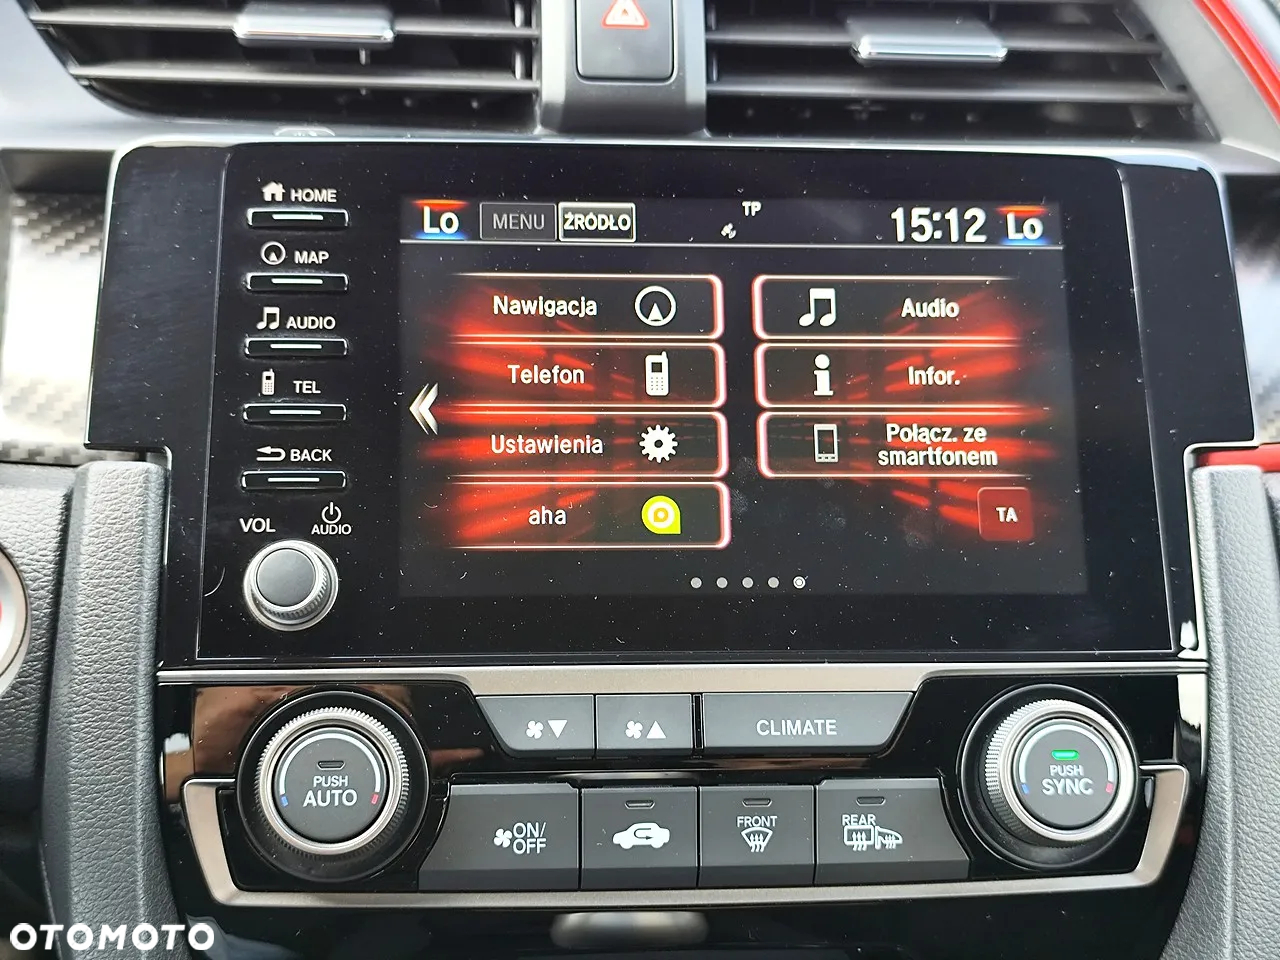 HOME
MAP
AUDIO
TEL
BACK
VOL
AUDIO
Lo MENU ŹRÓDŁO TP 15:12 Lo
Nawigacja
Audio
Telefon
Infor.
Ustawienia
Połącz. ze
smartfonem
aha
TA
CLIMATE
PUSH
AUTO
PUSH
SYNC
ON/
OFF
FRONT
REAR
OTOMOTO